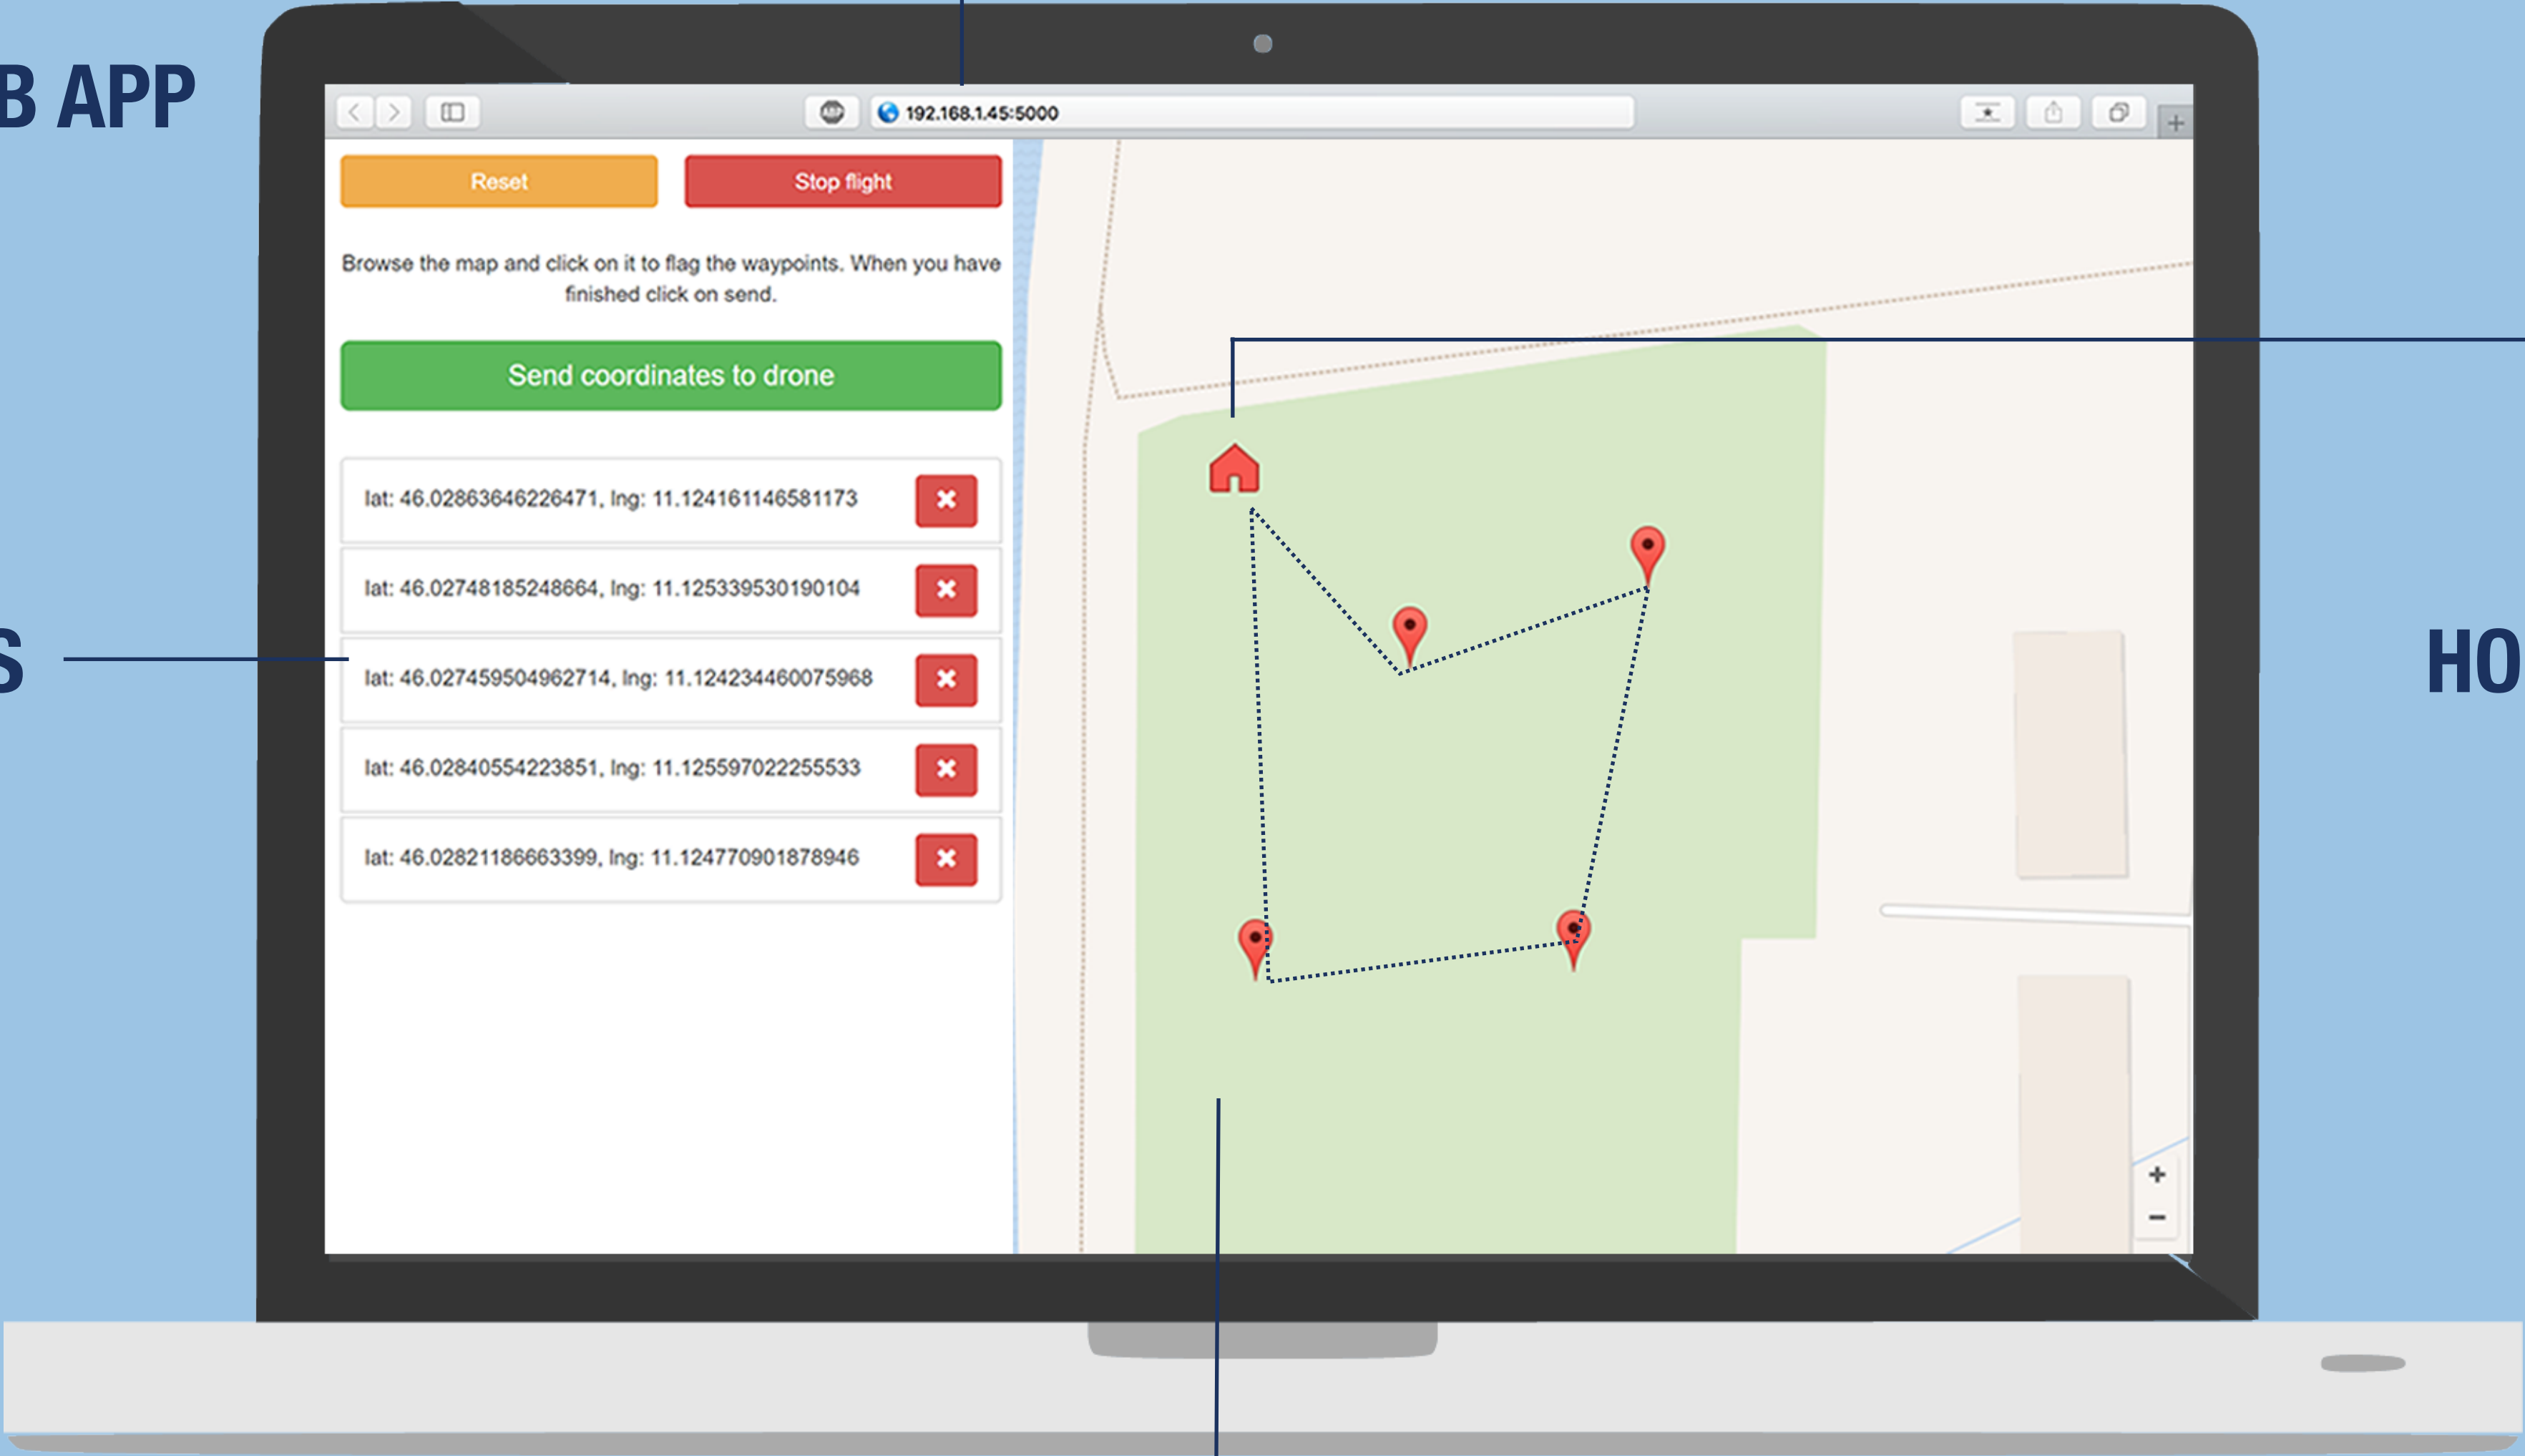 B APP
192.168.1.45:5000
Reset
Stop flight
Browse the map and click on it to flag the waypoints. When you have
finished click on send.
Send coordinates to drone
lat: 46.02863646226471, lng: 11.124161146581173
lat: 46.02748185248664, lng: 11.125339530190104
lat: 46.027459504962714, lng: 11.124234460075968
lat: 46.02840554223851, lng: 11.125597022255533
lat: 46.02821186663399, lng: 11.124770901878946
S
HO
ABP